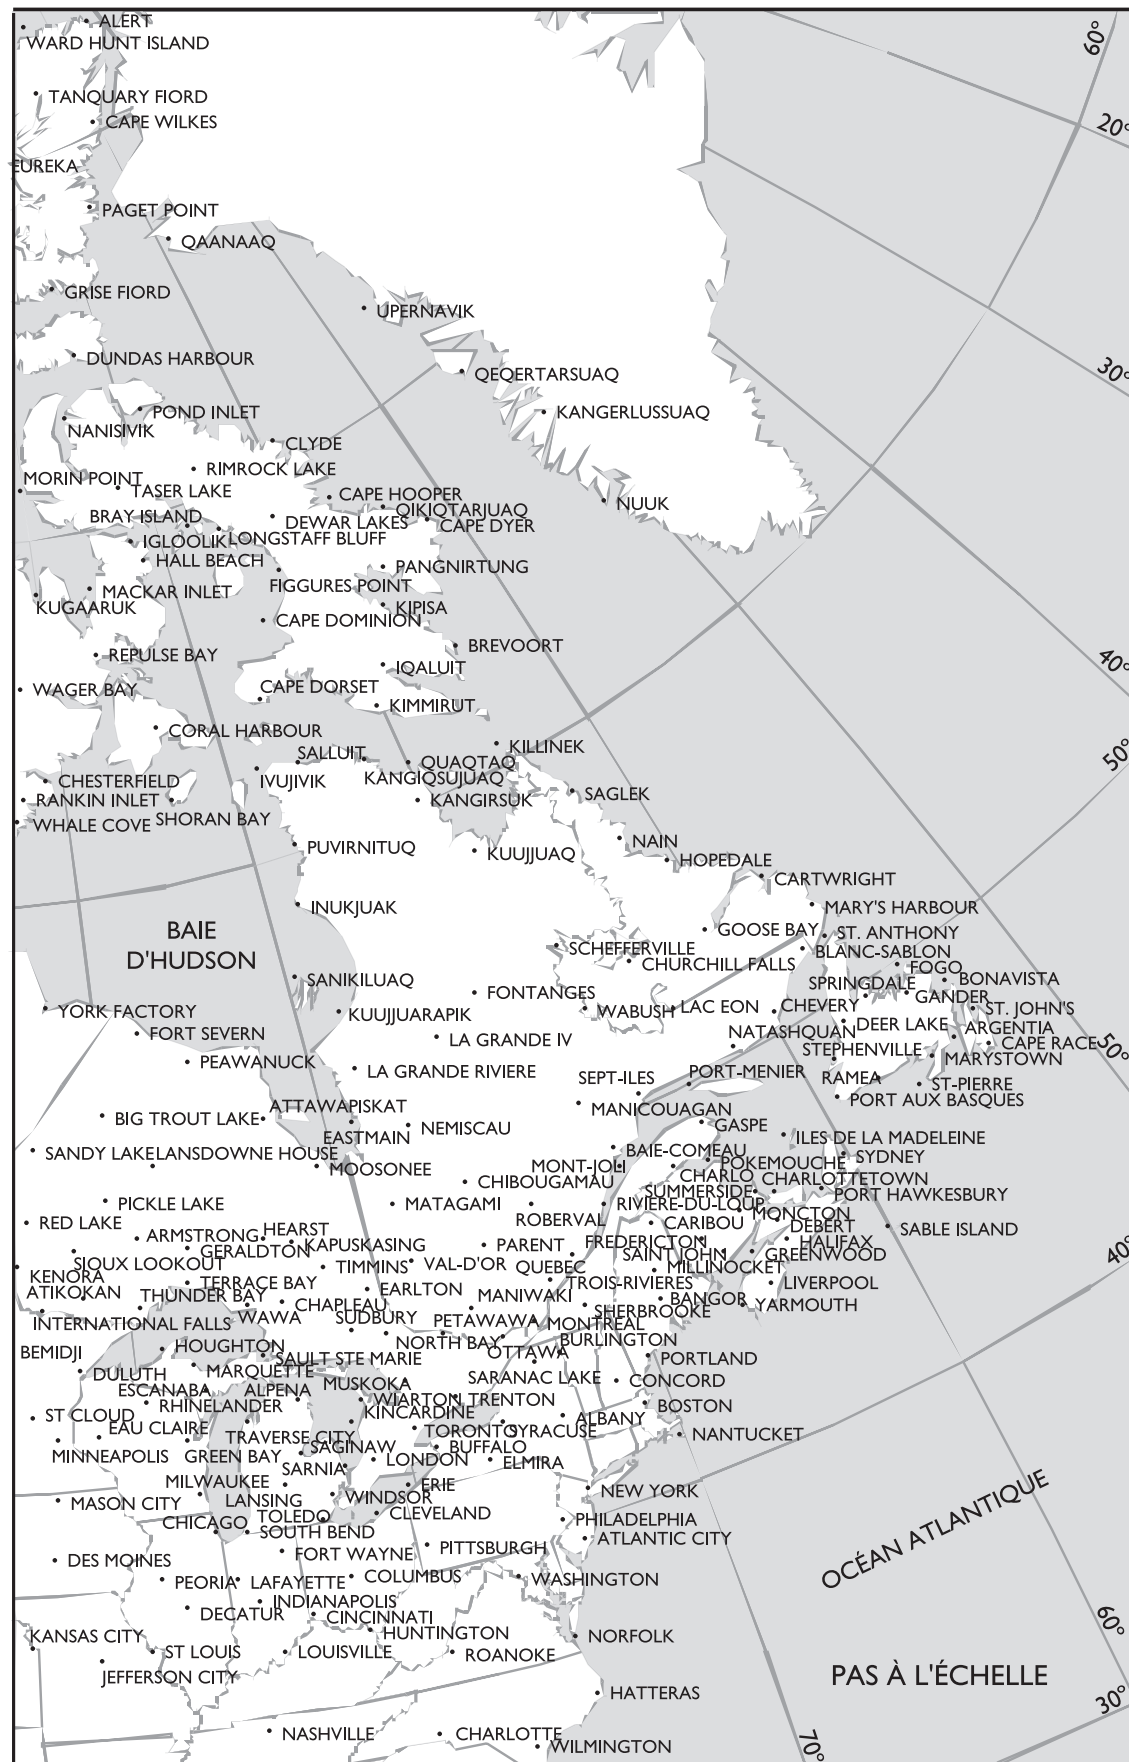 ALERT
WARD HUNT ISLAND
60°
TANQUARY FIORD
CAPE WILKES
20°
EUREKA
PAGET POINT
QAANAAQ
GRISE FIORD
UPERNAVIK
DUNDAS HARBOUR
QEQERTARSUAQ
30°
POND INLET
KANGERLUSSUAQ
NANISIVIK
CLYDE
RIMROCK LAKE
MORIN POINT
TASER LAKE
CAPE HOOPER
NUUK
QIKIQTARJUAQ
BRAY ISLAND
DEWAR LAKES
CAPE DYER
IGLOOLIK
LONGSTAFF BLUFF
HALL BEACH
PANGNIRTUNG
FIGGURES POINT
MACKAR INLET
KUGAARUK
KIPISA
CAPE DOMINION
BREVOORT
REPULSE BAY
40°
IQALUIT
WAGER BAY
CAPE DORSET
KIMMIRUT
CORAL HARBOUR
KILLINEK
SALLUIT
50°
QUAQTAQ
CHESTERFIELD
IVUJIVIK
KANGIQSUJUAQ
RANKIN INLET
KANGIRSUK
SAGLEK
WHALE COVE
SHORAN BAY
NAIN
PUVIRNITUQ
KUUJJUAQ
HOPEDALE
CARTWRIGHT
INUKJUAK
MARY'S HARBOUR
BAIE
D'HUDSON
GOOSE BAY
ST. ANTHONY
SCHEFFERVILLE
BLANC-SABLON
CHURCHILL FALLS
FOGO
SANIKILUAQ
BONAVISTA
SPRINGDALE
FONTANGES
GANDER
YORK FACTORY
KUUJJUARAPIK
WABUSH
LAC EON
CHEVERY
ST. JOHN'S
FORT SEVERN
NATASHQUAN
DEER LAKE
ARGENTIA
LA GRANDE IV
CAPE RACE
50°
STEPHENVILLE
MARYSTOWN
PEAWANUCK
LA GRANDE RIVIERE
SEPT-ILES
PORT-MENIER
RAMEA
ST-PIERRE
PORT AUX BASQUES
ATTAWAPISKAT
MANICOUAGAN
BIG TROUT LAKE
GASPE
NEMISCAU
EASTMAIN
ILES DE LA MADELEINE
SANDY LAKE
LANSDOWNE HOUSE
BAIE-COMEAU
SYDNEY
MOOSONEE
MONT-JOLI
POKEMOUCHE
CHARLO
CHARLOTTETOWN
CHIBOUGAMAU
SUMMERSIDE
PORT HAWKESBURY
PICKLE LAKE
MATAGAMI
RIVIERE-DU-LOUP
MONCTON
RED LAKE
ROBERVAL
CARIBOU
DEBERT
SABLE ISLAND
ARMSTRONG
HEARST
FREDERICTON
HALIFAX
GERALDTON
KAPUSKASING
PARENT
SAINT JOHN
GREENWOOD
40°
SIOUX LOOKOUT
TIMMINS
VAL-D'OR
QUEBEC
MILLINOCKET
KENORA
TERRACE BAY
TROIS-RIVIERES
LIVERPOOL
ATIKOKAN
THUNDER BAY
CHAPLEAU
EARLTON
MANIWAKI
BANGOR
YARMOUTH
SHERBROOKE
INTERNATIONAL FALLS
WAWA
SUDBURY
PETAWAWA
MONTREAL
NORTH BAY
BURLINGTON
BEMIDJI
HOUGHTON
OTTAWA
SAULT STE MARIE
PORTLAND
DULUTH
MARQUETTE
SARANAC LAKE
CONCORD
ESCANABA
ALPENA
MUSKOKA
RHINELANDER
WIARTON
TRENTON
BOSTON
ST CLOUD
KINCARDINE
ALBANY
EAU CLAIRE
TRAVERSE CITY
TORONTO
SYRACUSE
NANTUCKET
MINNEAPOLIS
GREEN BAY
SAGINAW
BUFFALO
LONDON
ELMIRA
SARNIA
MILWAUKEE
ERIE
NEW YORK
MASON CITY
LANSING
WINDSOR
CLEVELAND
TOLEDO
CHICAGO
PHILADELPHIA
SOUTH BEND
ATLANTIC CITY
OCÉAN ATLANTIQUE
FORT WAYNE
PITTSBURGH
DES MOINES
PEORIA
LAFAYETTE
COLUMBUS
WASHINGTON
INDIANAPOLIS
DECATUR
CINCINNATI
60°
KANSAS CITY
HUNTINGTON
NORFOLK
ST LOUIS
LOUISVILLE
ROANOKE
JEFFERSON CITY
PAS À L'ÉCHELLE
HATTERAS
30°
NASHVILLE
CHARLOTTE
WILMINGTON
70°